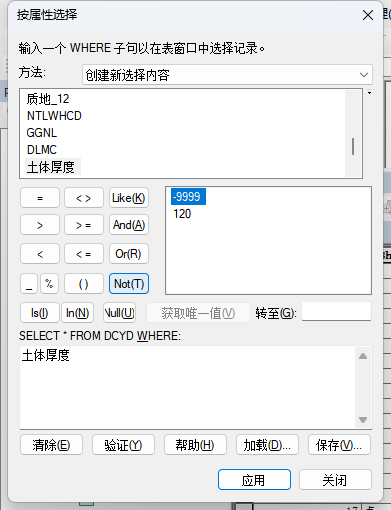 按属性选择
输入一个 WHERE 子句以在表窗口中选择记录。
方法: 创建新选择内容
质地_12
NTLWHCD
GGNL
DLMC
土体厚度
= < > Like(K)
> > = And(A)
< < = Or(R)
_ % ( ) Not(T)
-9999
120
Is(I) In(N) Null(U) 获取唯一值(V) 转至(G):
SELECT * FROM DCYD WHERE:
土体厚度
清除(E) 验证(Y) 帮助(H) 加载(D)... 保存(V)...
应用 关闭
17